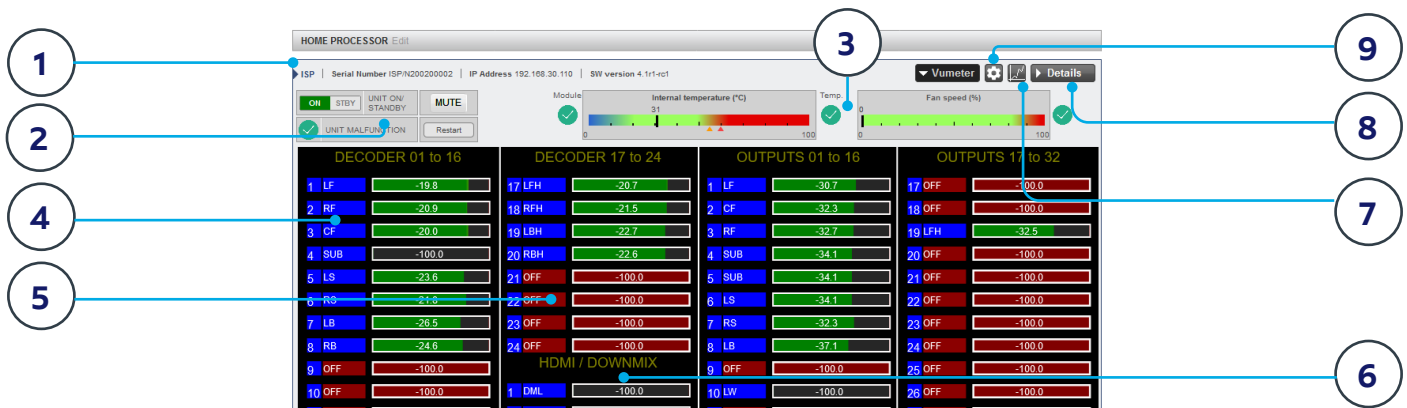 HOME PROCESSOR Edit
1
2
3
4
5
6
7
8
9
ISP | Serial Number ISP/N200200002 | IP Address 192.168.30.110 | SW version 4.1r1-rc1
Vumeter
Details
ON STBY UNIT ON/
STANDBY
MUTE
UNIT MALFUNCTION
Restart
Module
Internal temperature (°C)
31
0 100
Temp.
Fan speed (%)
0
0 100
DECODER 01 to 16
1 LF -19.8
2 RF -20.9
3 CF -20.0
4 SUB -100.0
5 LS -23.6
6 RS -21.8
7 LB -26.5
8 RB -24.6
9 OFF -100.0
10 OFF -100.0
DECODER 17 to 24
17 LFH -20.7
18 RFH -21.5
19 LBH -22.7
20 RBH -22.6
21 OFF -100.0
22 OFF -100.0
23 OFF -100.0
24 OFF -100.0
HDMI / DOWNMIX
1 DML -100.0
OUTPUTS 01 to 16
1 LF -30.7
2 CF -32.3
3 RF -32.7
4 SUB -34.1
5 SUB -34.1
6 LS -34.1
7 RS -32.3
8 LB -37.1
9 OFF -100.0
10 LW -100.0
OUTPUTS 17 to 32
17 OFF -100.0
18 OFF -100.0
19 LFH -32.5
20 OFF -100.0
21 OFF -100.0
22 OFF -100.0
23 OFF -100.0
24 OFF -100.0
25 OFF -100.0
26 OFF -100.0